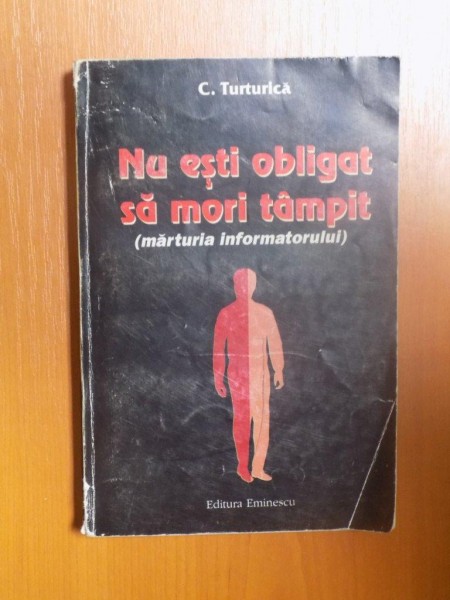 C. Turturică
Nu ești obligat
să mori tâmpit
(mărturia informatorului)
Editura Eminescu